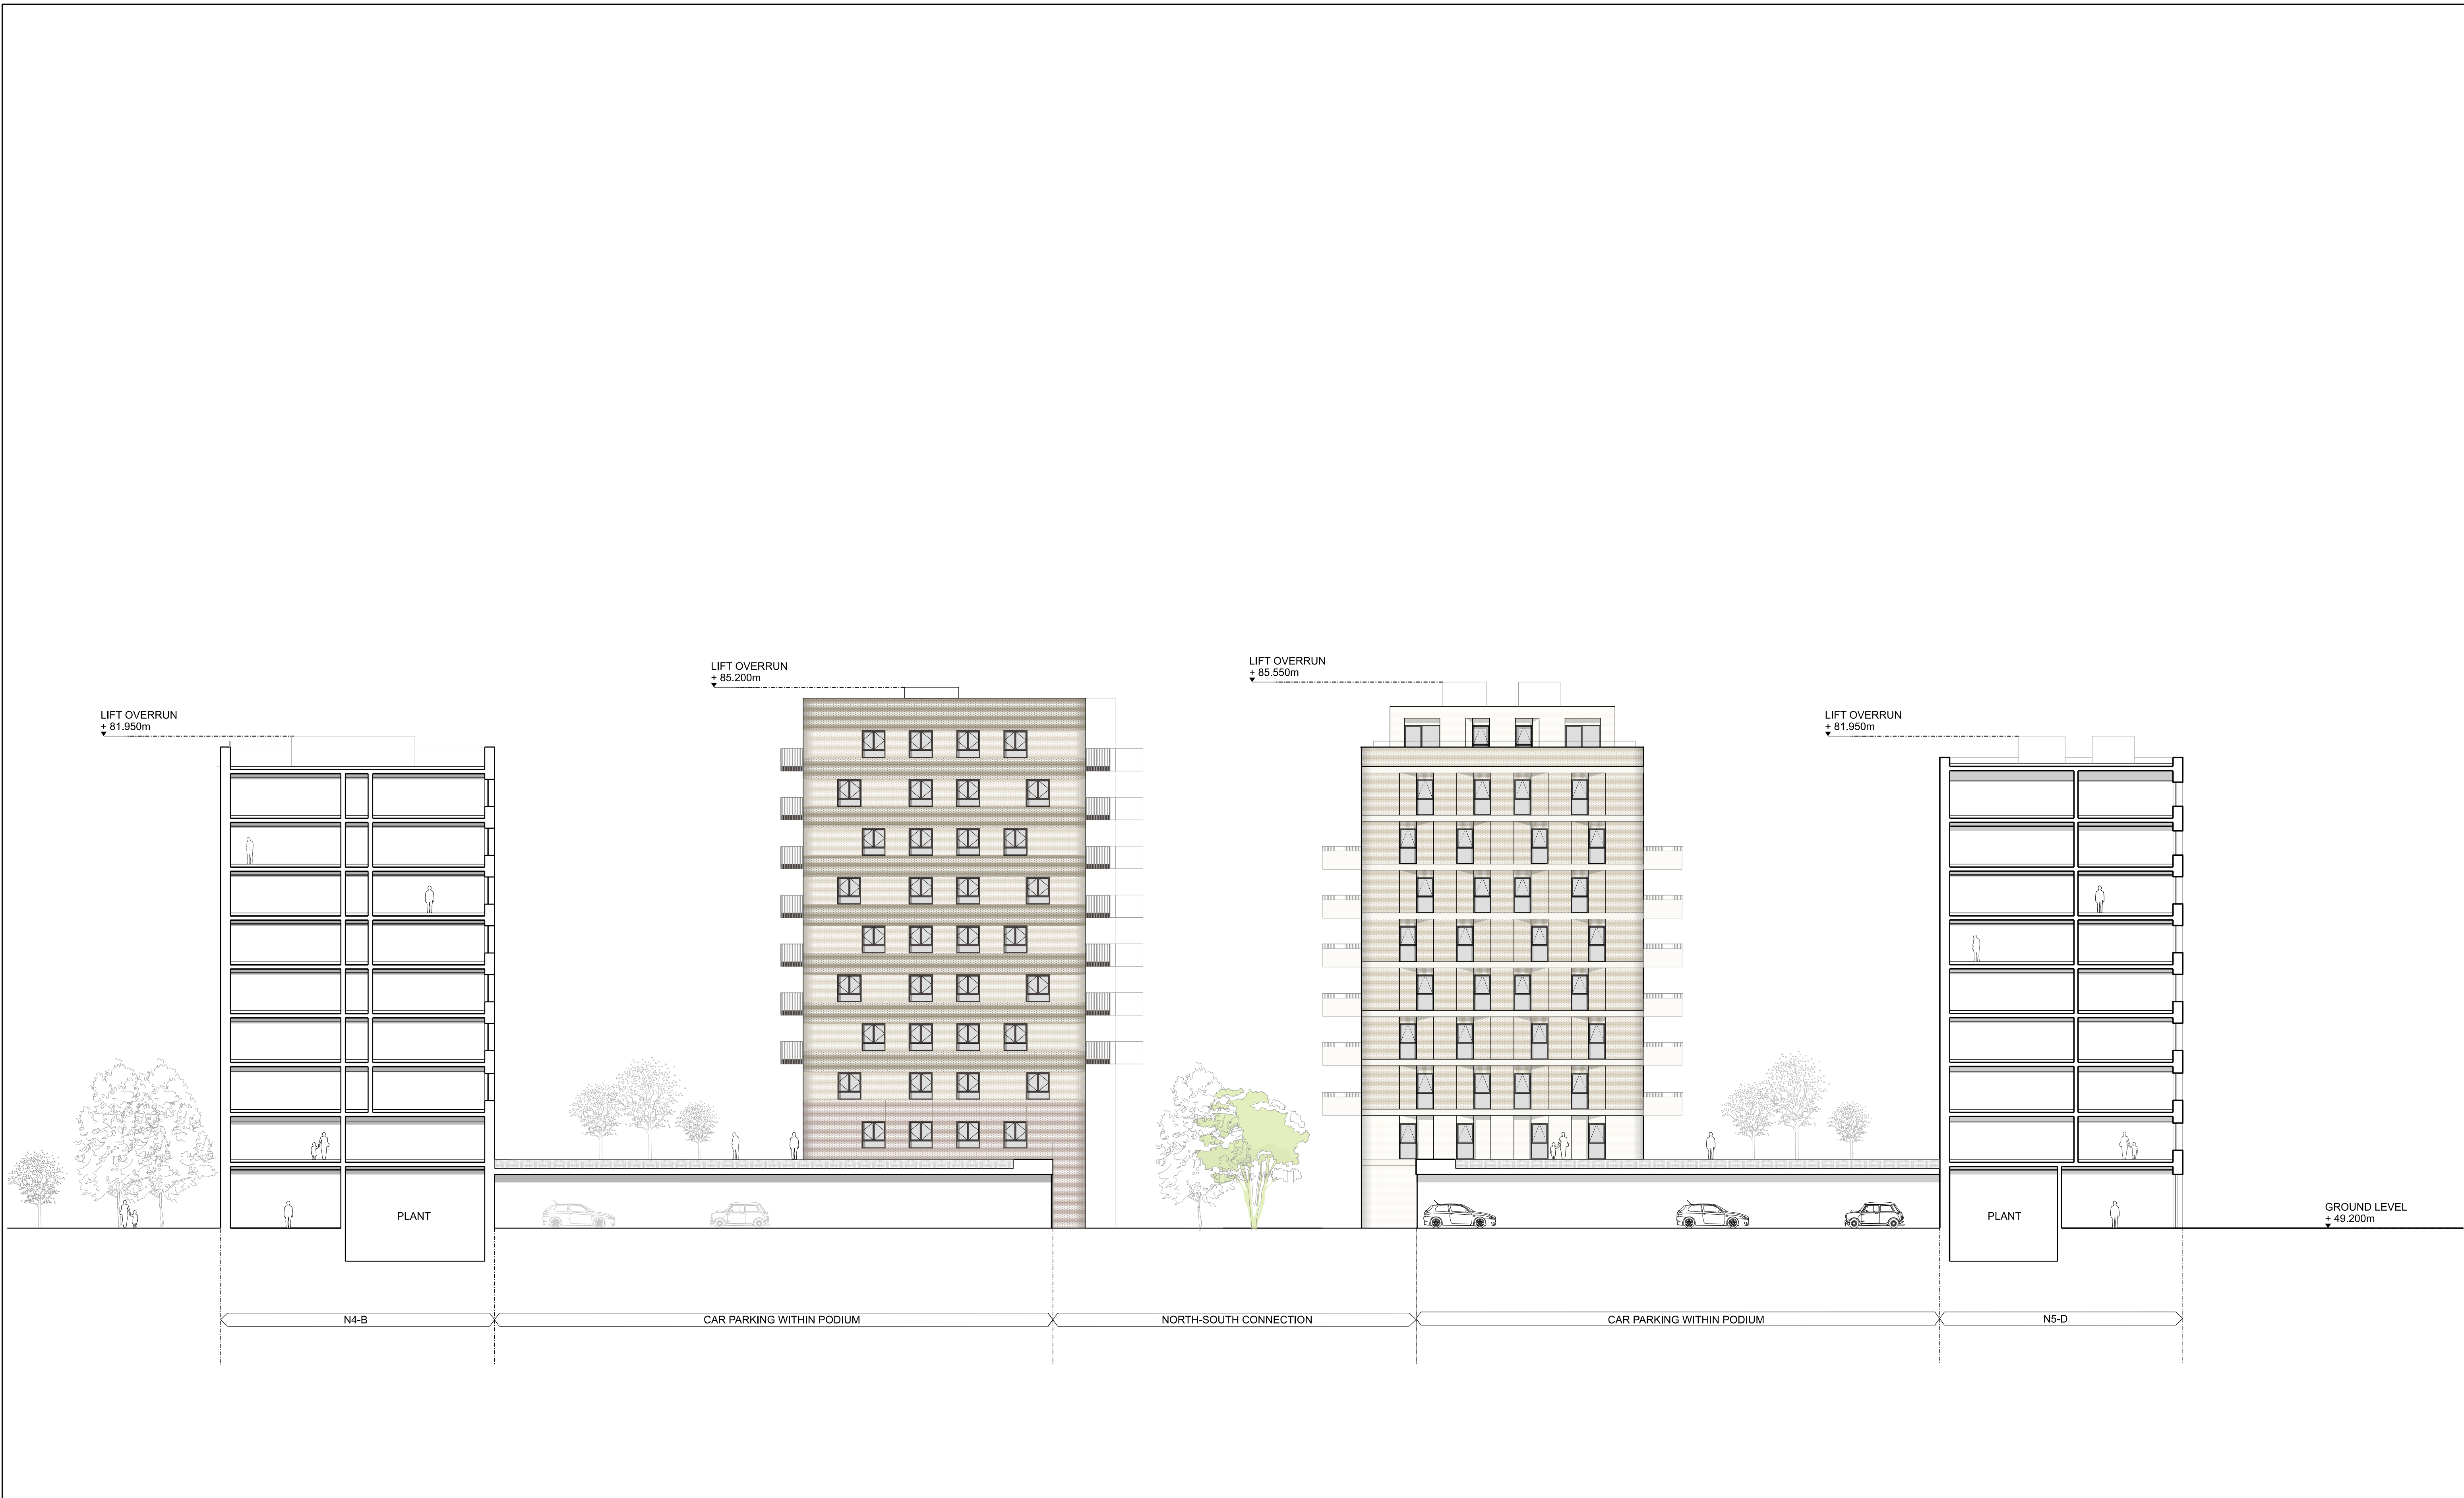 LIFT OVERRUN
+ 85.550m
LIFT OVERRUN
+ 85.200m
LIFT OVERRUN
+ 81.950m
LIFT OVERRUN
+ 81.950m
GROUND LEVEL
+ 49.200m
PLANT
PLANT
N4-B
CAR PARKING WITHIN PODIUM
NORTH-SOUTH CONNECTION
CAR PARKING WITHIN PODIUM
N5-D